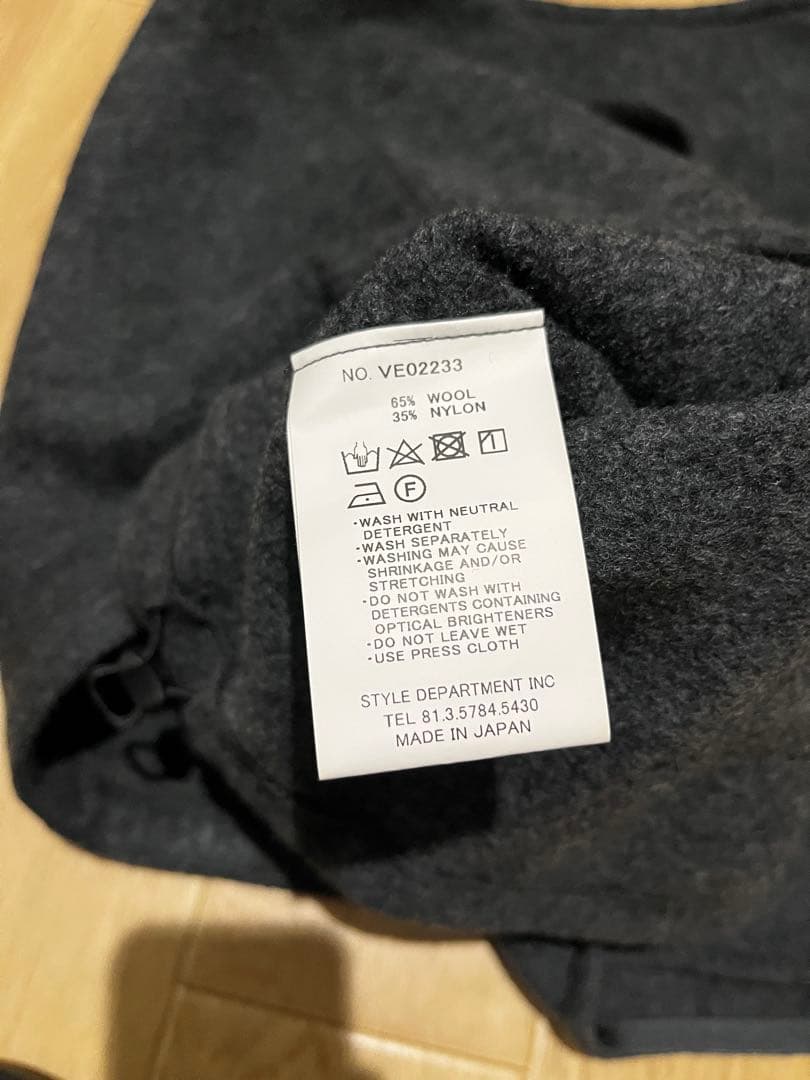 NO. VE02233
65% WOOL
35% NYLON
F
·WASH WITH NEUTRAL
DETERGENT
·WASH SEPARATELY
·WASHING MAY CAUSE
SHRINKAGE AND/OR
STRETCHING
·DO NOT WASH WITH
DETERGENTS CONTAINING
OPTICAL BRIGHTENERS
·DO NOT LEAVE WET
·USE PRESS CLOTH
STYLE DEPARTMENT INC
TEL 81.3.5784.5430
MADE IN JAPAN